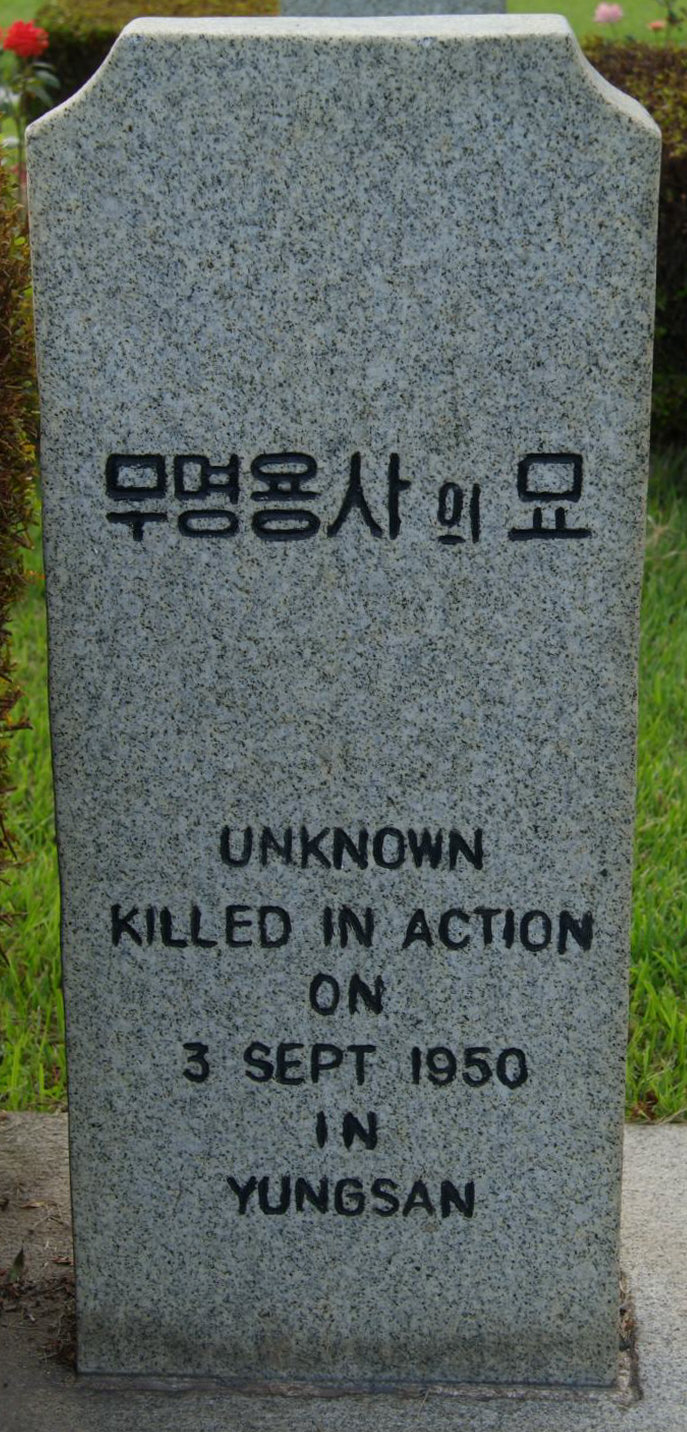 무명용사의 묘
UNKNOWN
KILLED IN ACTION
ON
3 SEPT 1950
IN
YUNGSAN